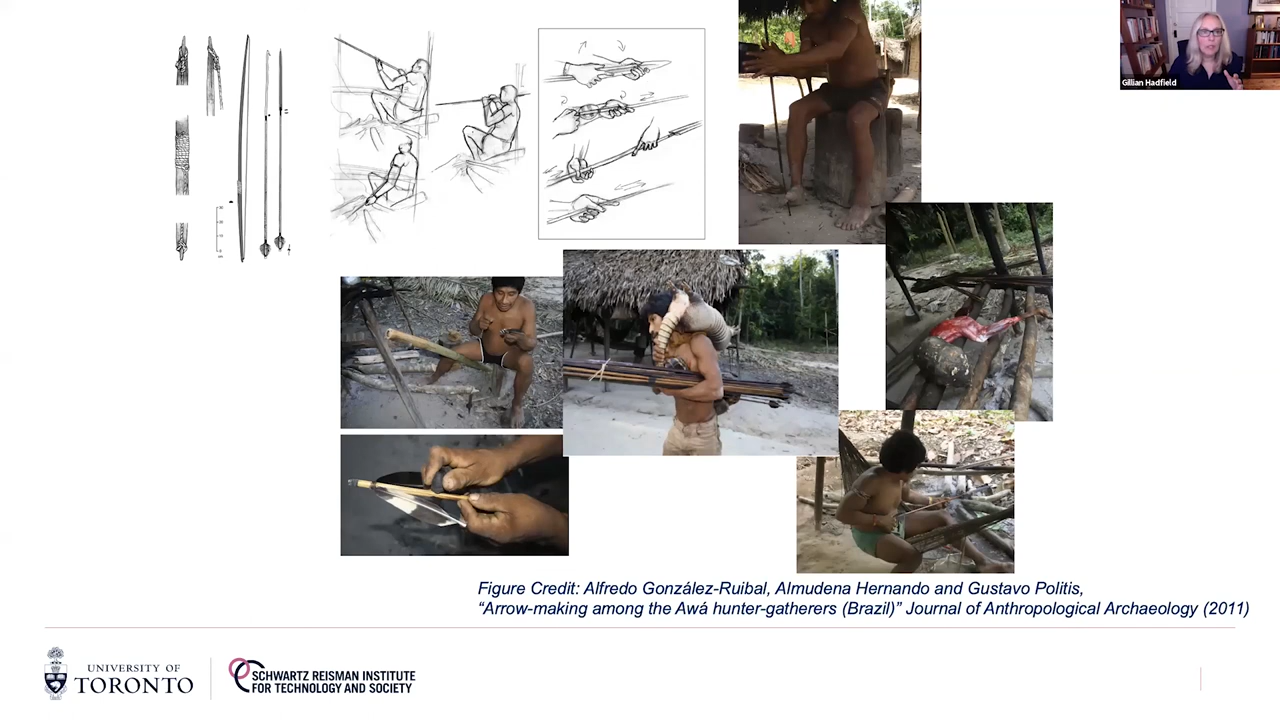 Gillian Hadfield
Figure Credit: Alfredo González-Ruibal, Almudena Hernando and Gustavo Politis,
“Arrow-making among the Awá hunter-gatherers (Brazil)” Journal of Anthropological Archaeology (2011)
UNIVERSITY OF
TORONTO
SCHWARTZ REISMAN INSTITUTE
FOR TECHNOLOGY AND SOCIETY